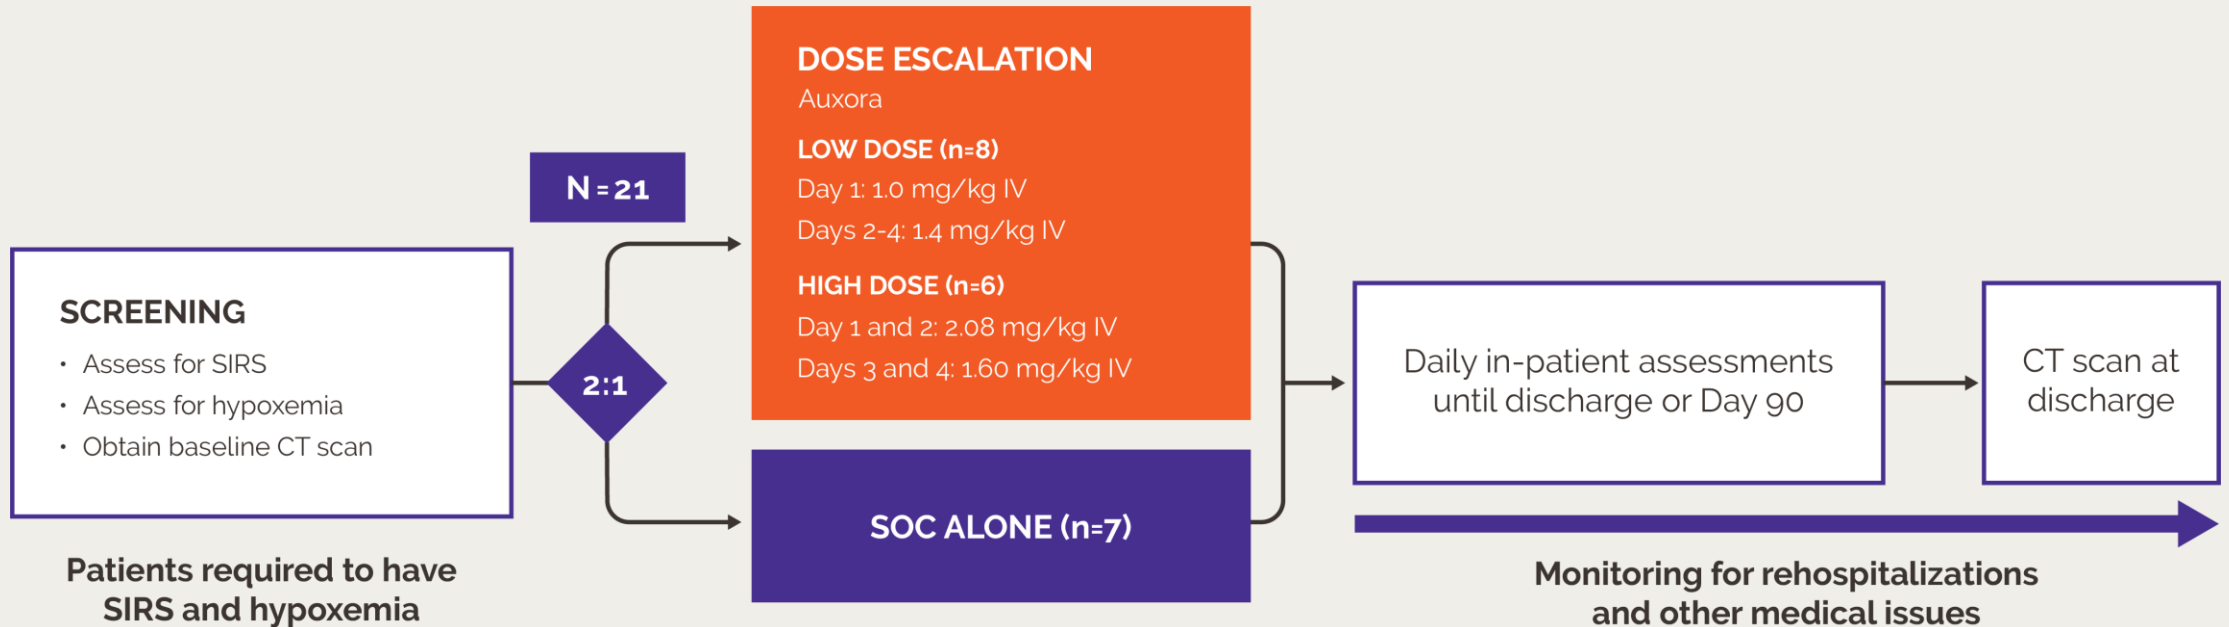 SCREENING
• Assess for SIRS
• Assess for hypoxemia
• Obtain baseline CT scan
Patients required to have
SIRS and hypoxemia
N = 21
2:1
DOSE ESCALATION
Auxora
LOW DOSE (n=8)
Day 1: 1.0 mg/kg IV
Days 2-4: 1.4 mg/kg IV
HIGH DOSE (n=6)
Day 1 and 2: 2.08 mg/kg IV
Days 3 and 4: 1.60 mg/kg IV
SOC ALONE (n=7)
Daily in-patient assessments
until discharge or Day 90
CT scan at
discharge
Monitoring for rehospitalizations
and other medical issues